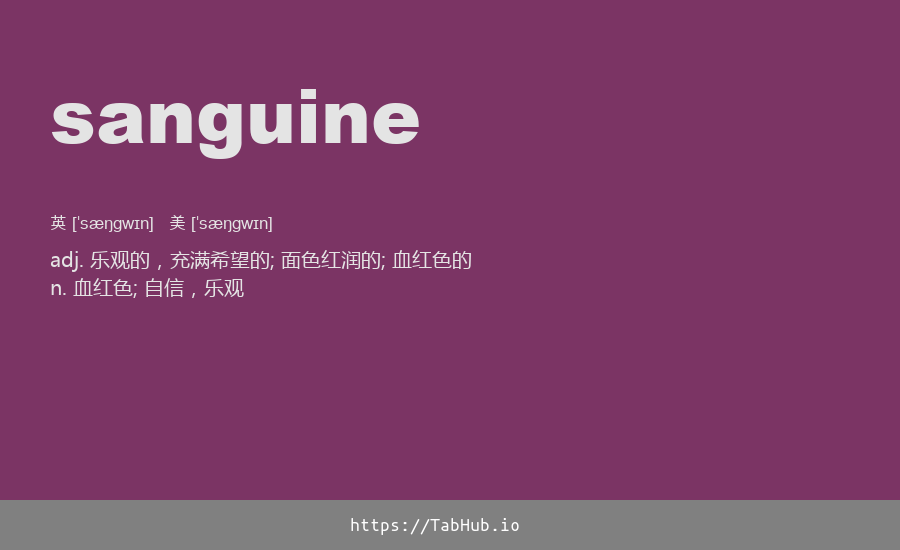 sanguine
英 [ˈsæŋgwɪn] 美 [ˈsæŋgwɪn]
adj. 乐观的，充满希望的; 面色红润的; 血红色的
n. 血红色; 自信，乐观
https://TabHub.io